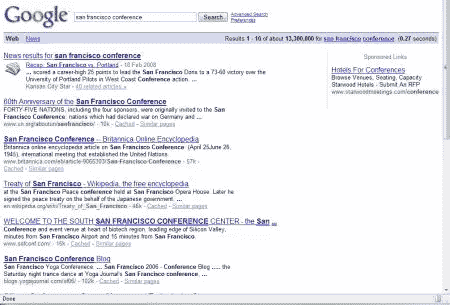 Google
san francisco conference
Search
Advanced Search
Preferences
Web News
Results 1 - 10 of about 13,300,000 for san francisco conference (0.27 seconds)
News results for san francisco conference
Recap: San Francisco vs. Portland - 10 Feb 2008
... scored a career-high 25 points to lead the San Francisco Dons to a 73-60 victory over the
University of Portland Pilots in West Coast Conference action. ...
Kansas City Star - 40 related articles »
60th Anniversary of the San Francisco Conference
FORTY-FIVE NATIONS, including the four sponsors, were originally invited to the San
Francisco Conference: nations which had declared war on Germany and ...
www.un.org/aboutun/sanfrancisco/ - 10k - Cached - Similar pages
San Francisco Conference -- Britannica Online Encyclopedia
Britannica online encyclopedia article on San Francisco Conference (April 25June 26,
1945), international meeting that established the United Nations.
www.britannica.com/eb/article-9065393/San-Francisco-Conference - 57k -
Cached - Similar pages
Treaty of San Francisco - Wikipedia, the free encyclopedia
at the San Francisco Peace conference held at San Francisco Opera House. Later he
signed the peace treaty on the behalf of the Japanese government. ...
en.wikipedia.org/wiki/Treaty_of_San_Francisco - 46k - Cached - Similar pages
WELCOME TO THE SOUTH SAN FRANCISCO CONFERENCE CENTER - the San ...
Conference and event venue at heart of biotech region, leading edge of Silicon Valley,
minutes from San Francisco Airport and 15 minutes from San Francisco.
www.ssfconf.com/ - 15k - Cached - Similar pages
San Francisco Conference Blog
San Francisco Yoga Conference: ... San Francisco 2006 - Conference Blog ..... the
Saturday night trance dance at Yoga Journal's San Francisco conference, ...
blogs.yogajournal.com/sf06/ - 102k - Cached - Similar pages
Sponsored Links
Hotels For Conferences
Browse Venues, Seating, Capacity
Starwood Hotels - Submit An RFP
www.starwoodmeetings.com/conference
Done